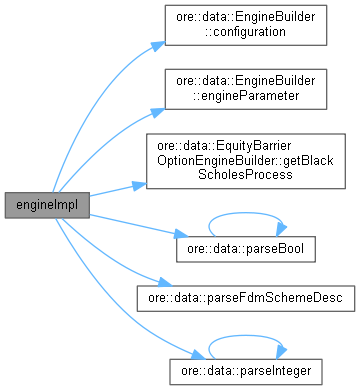 ore::data::EngineBuilder
::configuration
ore::data::EngineBuilder
::engineParameter
ore::data::EquityBarrier
OptionEngineBuilder::getBlack
ScholesProcess
engineImpl
ore::data::parseBool
ore::data::parseFdmSchemeDesc
ore::data::parseInteger